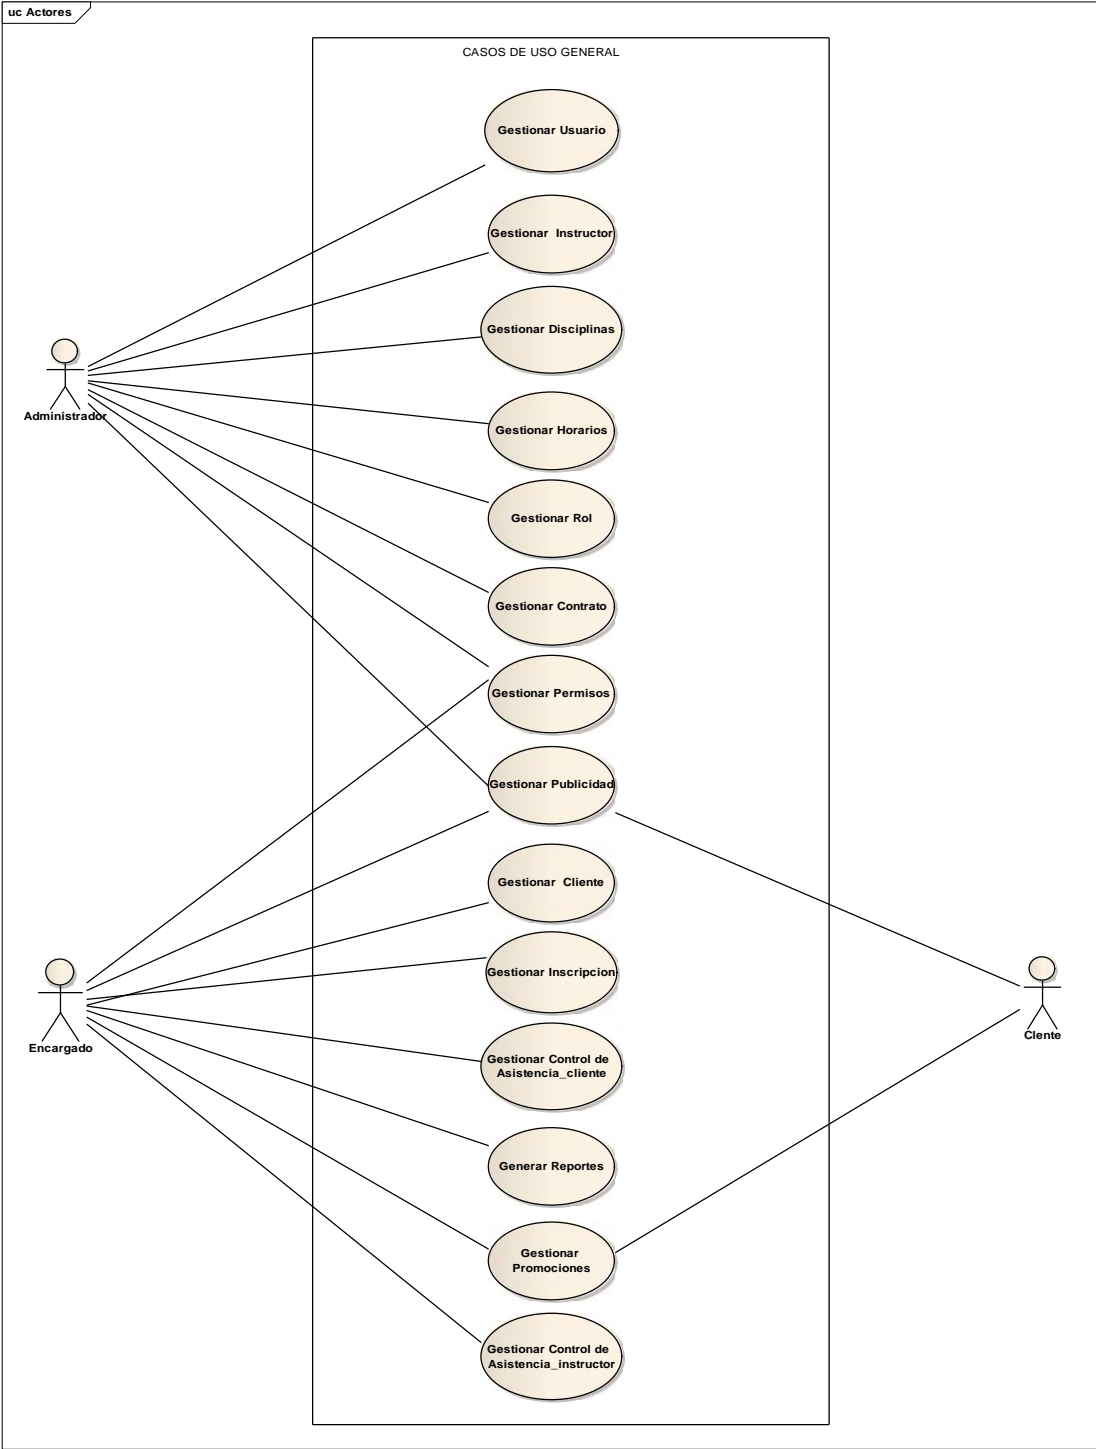 uc Actores
CASOS DE USO GENERAL
Gestionar Usuario
Gestionar  Instructor
Gestionar Disciplinas
Administrador
Gestionar Horarios
Gestionar Rol
Gestionar Contrato
Gestionar Permisos
Gestionar Publicidad
Gestionar  Cliente
Gestionar Inscripcion
Encargado
Clente
Gestionar Control de
Asistencia_cliente
Generar Reportes
Gestionar
Promociones
Gestionar Control de
Asistencia_instructor